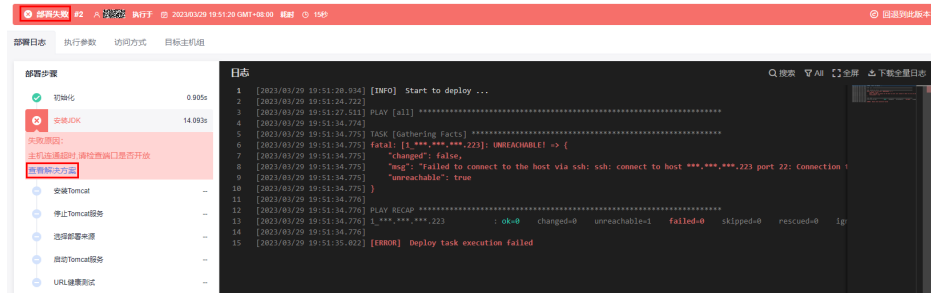 部署失败 #2 执行于 2023/03/29 19:51:20 GMT+08:00 耗时 15秒 回退到此版本
部署日志 执行参数 访问方式 目标主机组
部署步骤
初始化 0.905s
安装JDK 14.093s
失败原因:
主机连通超时,请检查端口是否开放
查看解决方案
安装Tomcat --
停止Tomcat服务 --
选择部署来源 --
启动Tomcat服务 --
URL健康测试 --
日志 搜索 All 全屏 下载全量日志
1 [2023/03/29 19:51:20.934] [INFO] Start to deploy ...
2 [2023/03/29 19:51:24.722]
3 [2023/03/29 19:51:27.511] PLAY [all] *********************************************************************
4 [2023/03/29 19:51:34.774]
5 [2023/03/29 19:51:34.775] TASK [Gathering Facts] *********************************************************
6 [2023/03/29 19:51:34.775] fatal: [1_***.***.***.223]: UNREACHABLE! => {
7 [2023/03/29 19:51:34.775] "changed": false,
8 [2023/03/29 19:51:34.775] "msg": "Failed to connect to the host via ssh: ssh: connect to host ***.***.***.223 port 22: Connection
9 [2023/03/29 19:51:34.775] "unreachable": true
10 [2023/03/29 19:51:34.775] }
11 [2023/03/29 19:51:34.776]
12 [2023/03/29 19:51:34.776] PLAY RECAP *********************************************************************
13 [2023/03/29 19:51:34.776] 1_***.***.***.223 : ok=0 changed=0 unreachable=1 failed=0 skipped=0 rescued=0
14 [2023/03/29 19:51:34.776]
15 [2023/03/29 19:51:35.022] [ERROR] Deploy task execution failed